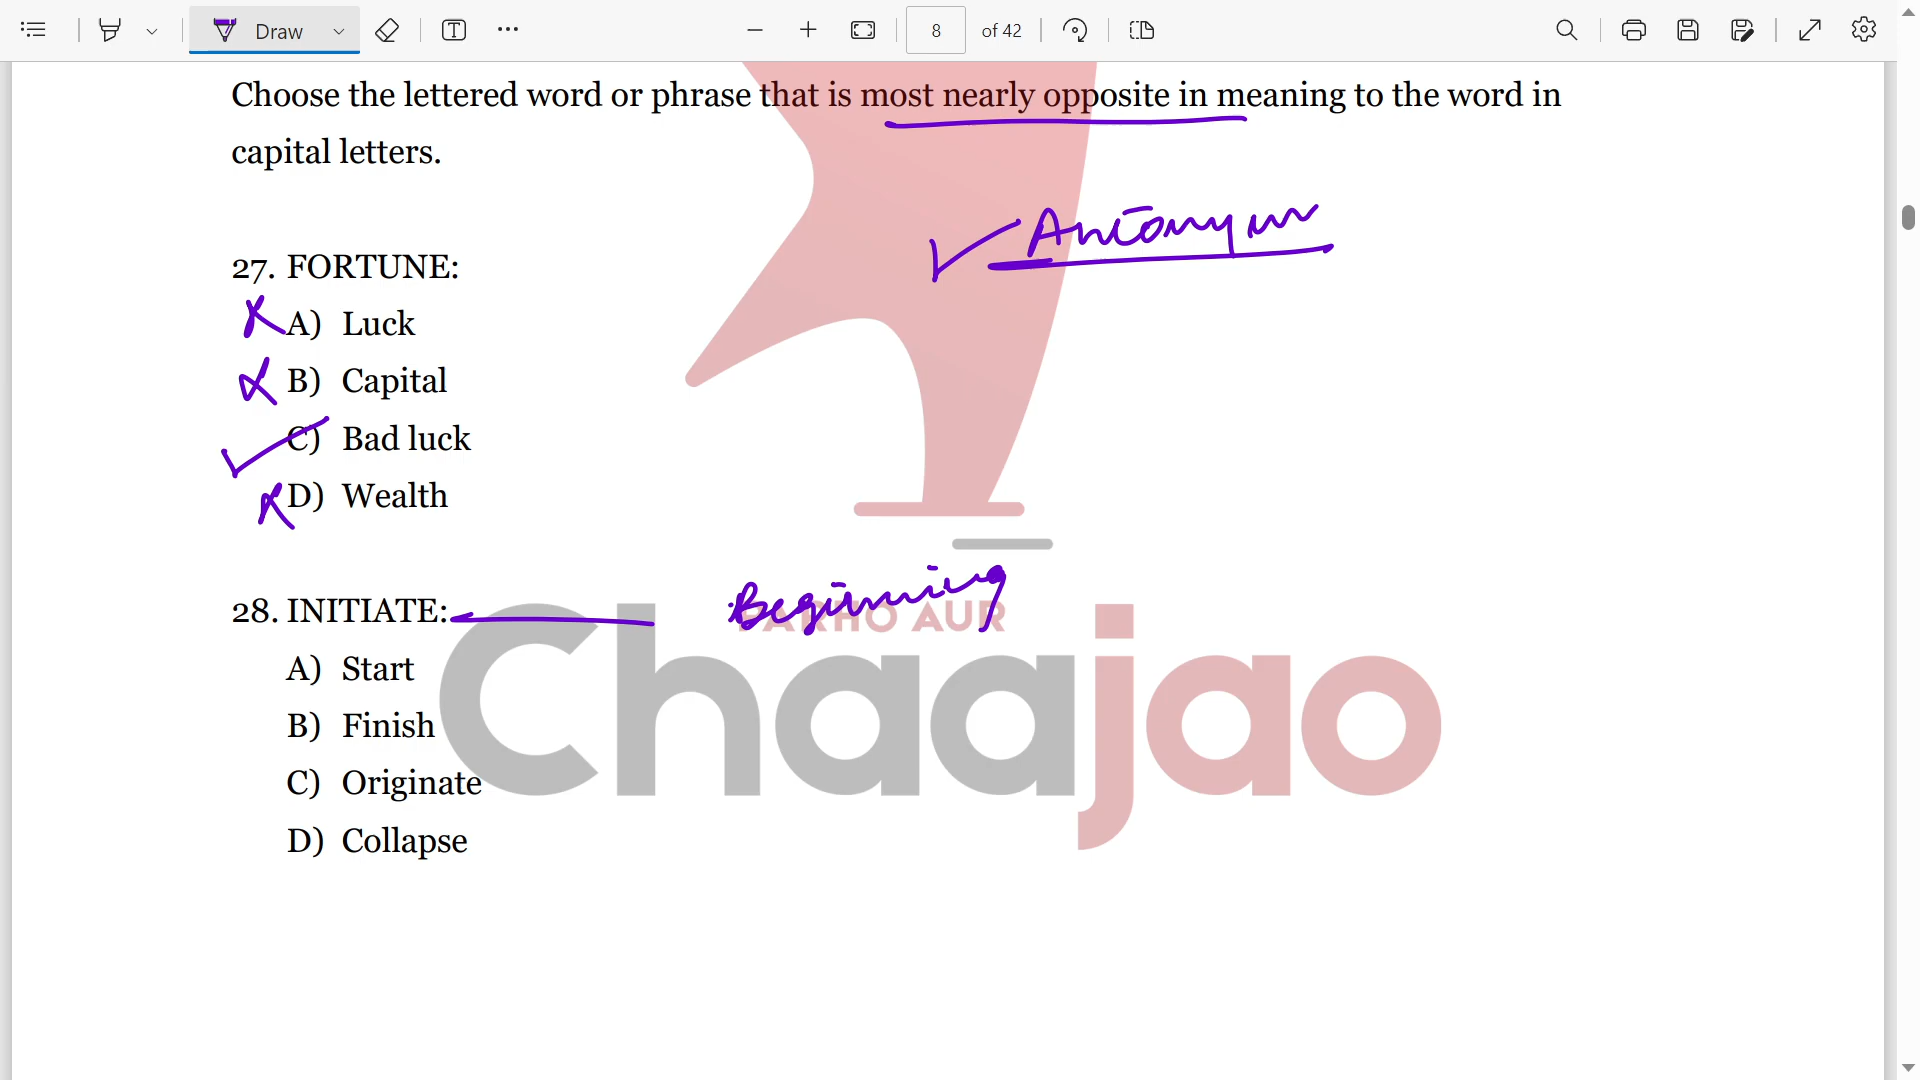 Draw
8
of 42
Choose the lettered word or phrase that is most nearly opposite in meaning to the word in
capital letters.
Antonym
27. FORTUNE:
A) Luck
B) Capital
C) Bad luck
D) Wealth
28. INITIATE:
Beginning
PARHO AUR
Chaajao
A) Start
B) Finish
C) Originate
D) Collapse